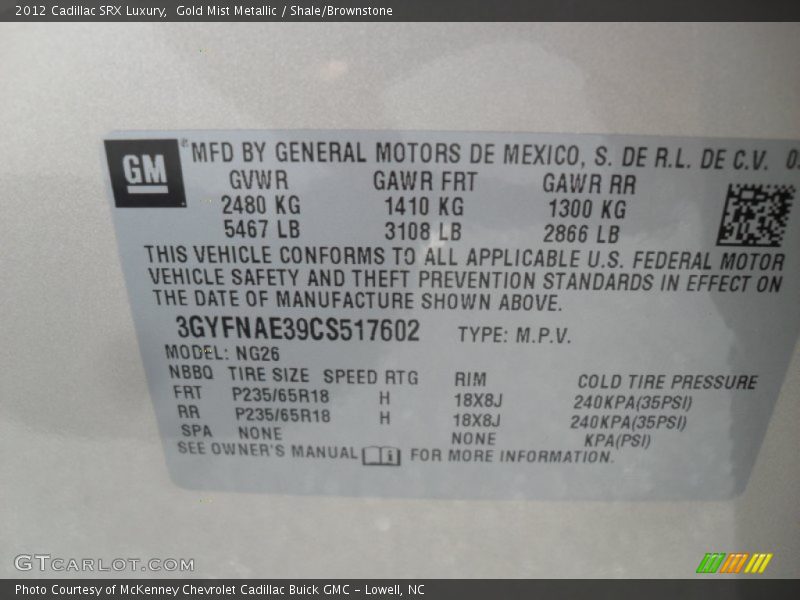 2012 Cadillac SRX Luxury,  Gold Mist Metallic / Shale/Brownstone
GM
® MFD BY GENERAL MOTORS DE MEXICO, S. DE R.L. DE C.V. 0
GVWR GAWR FRT GAWR RR
2480 KG 1410 KG 1300 KG
5467 LB 3108 LB 2866 LB
THIS VEHICLE CONFORMS TO ALL APPLICABLE U.S. FEDERAL MOTOR
VEHICLE SAFETY AND THEFT PREVENTION STANDARDS IN EFFECT ON
THE DATE OF MANUFACTURE SHOWN ABOVE.
3GYFNAE39CS517602 TYPE: M.P.V.
MODEL: NG26
NBBQ TIRE SIZE SPEED RTG RIM COLD TIRE PRESSURE
FRT P235/65R18 H 18X8J 240KPA(35PSI)
RR P235/65R18 H 18X8J 240KPA(35PSI)
SPA NONE NONE KPA(PSI)
SEE OWNER'S MANUAL FOR MORE INFORMATION.
GTCARLOT.COM
Photo Courtesy of McKenney Chevrolet Cadillac Buick GMC – Lowell, NC